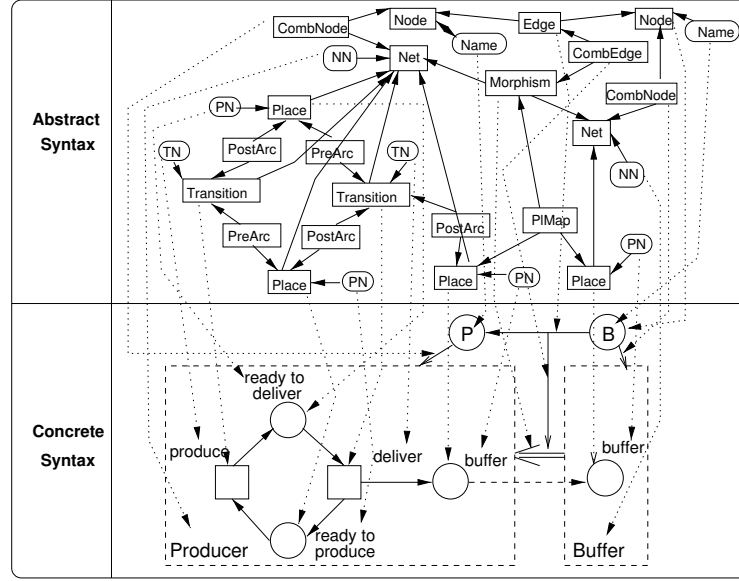 CombNode
Node
Edge
Node
Name
Name
NN
Net
CombEdge
Morphism
CombNode
PN
Place
Abstract
Syntax
Net
TN
PostArc
PreArc
TN
NN
Transition
Transition
PlMap
PreArc
PostArc
PostArc
PN
Place
PN
Place
PN
Place
P
B
ready to
deliver
Concrete
Syntax
produce
deliver
buffer
buffer
ready to
produce
Producer
Buffer